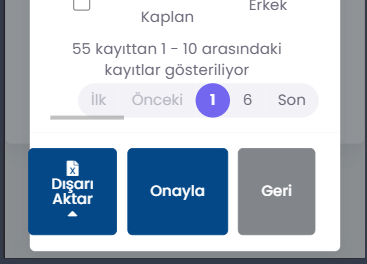 Kaplan
Erkek
55 kayıttan 1 - 10 arasındaki
kayıtlar gösteriliyor
İlk Önceki 1 6 Son
Dışarı
Aktar
Onayla
Geri